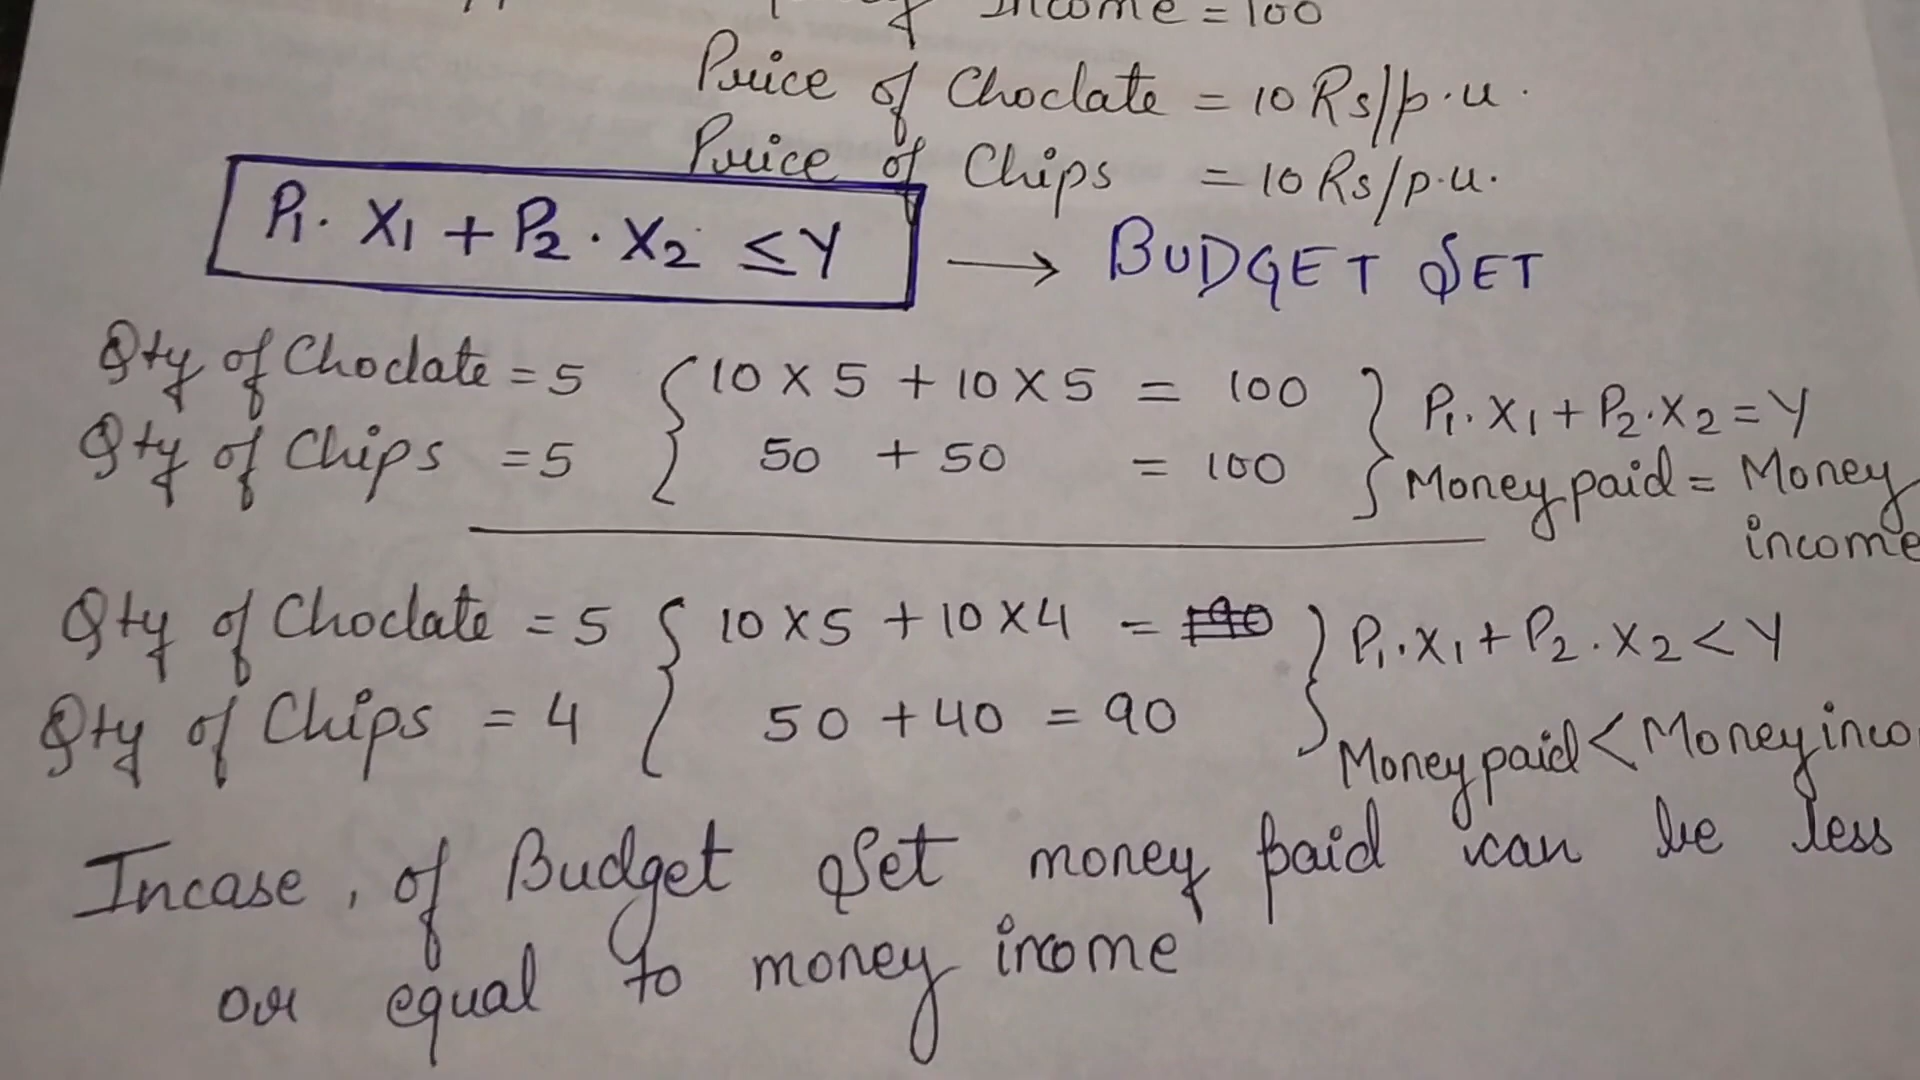 Income = 100
Price of Choclate = 10 Rs/p.u.
Price of Chips = 10 Rs/p.u.
P1. X1 + P2 . X2 ≤ Y → BUDGET SET
Qty of Choclate = 5 { 10 X 5 + 10 X 5 = 100 } P1. X1 + P2. X2 = Y
Qty of Chips = 5 { 50 + 50 = 100 } Money paid = Money
income
Qty of Choclate = 5 { 10 X 5 + 10 X 4 = } P1. X1 + P2. X2 < Y
Qty of Chips = 4 { 50 + 40 = 90 } Money paid < Money inco
Incase, of Budget Set money paid can be less
or equal to money income